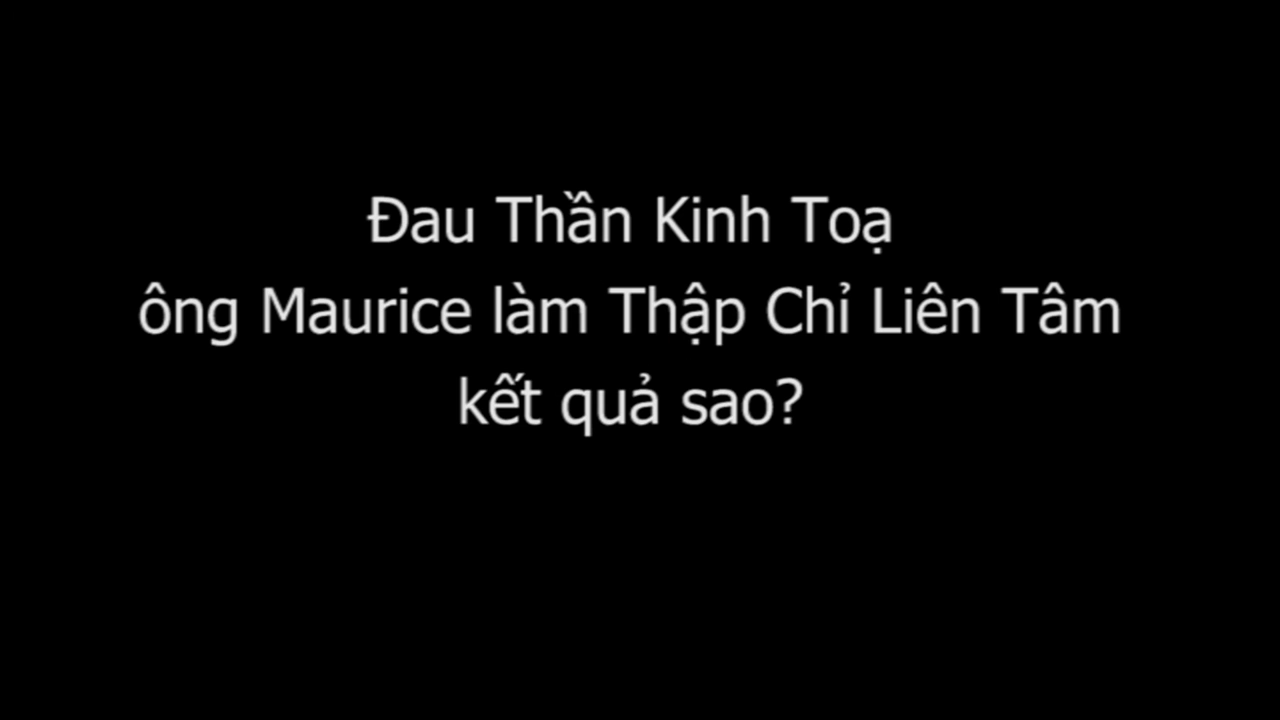 Đau Thần Kinh Toạ
ông Maurice làm Thập Chỉ Liên Tâm
kết quả sao?